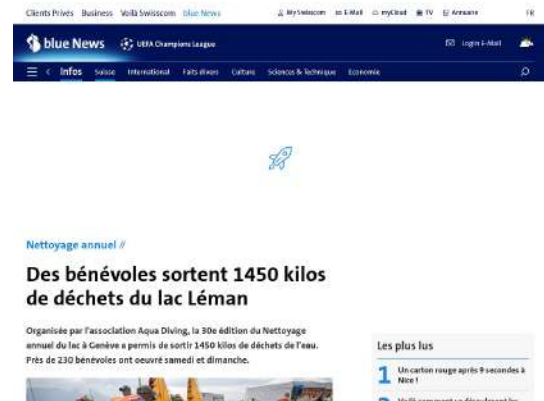 Clients Privés Business Voilà Swisscom blue News My Swisscom E-Mail myCloud TV Annuaire FR
blue News UEFA Champions League Login E-Mail
Infos Suisse International Faits divers Culture Sciences & Technique Economie
Nettoyage annuel //
Des bénévoles sortent 1450 kilos
de déchets du lac Léman
Organisée par l'association Aqua Diving, la 30e édition du Nettoyage
annuel du lac à Genève a permis de sortir 1450 kilos de déchets de l'eau.
Près de 230 bénévoles ont oeuvré samedi et dimanche.
Les plus lus
1 Un carton rouge après 9 secondes à
Nice !